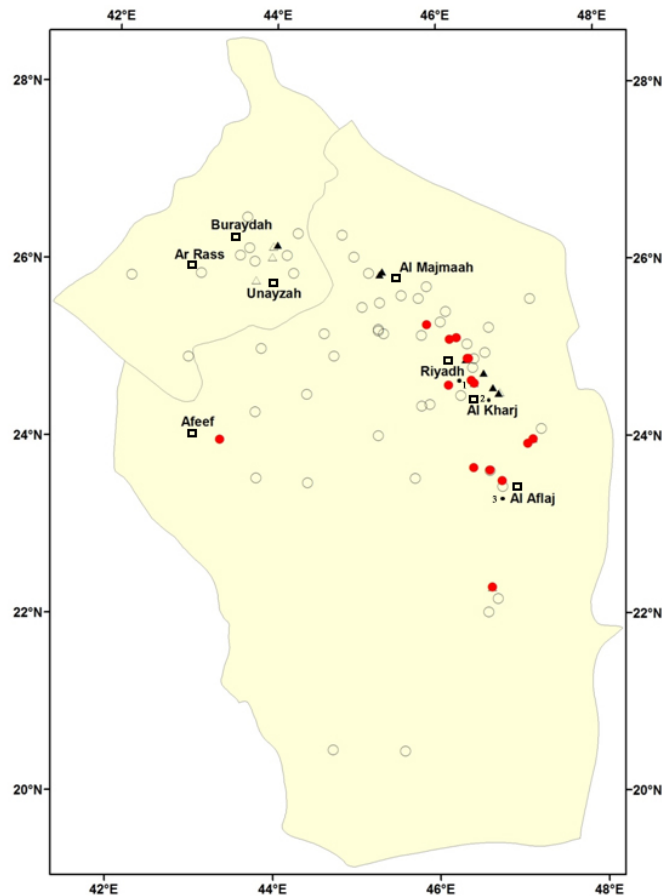 42°E 44°E 46°E 48°E
28°N 28°N
Buraydah
26°N Ar Rass 26°N
Al Majmaah
Unayzah
Riyadh
1
Al Kharj
2
Afeef
24°N 24°N
Al Aflaj
3
22°N 22°N
20°N 20°N
42°E 44°E 46°E 48°E